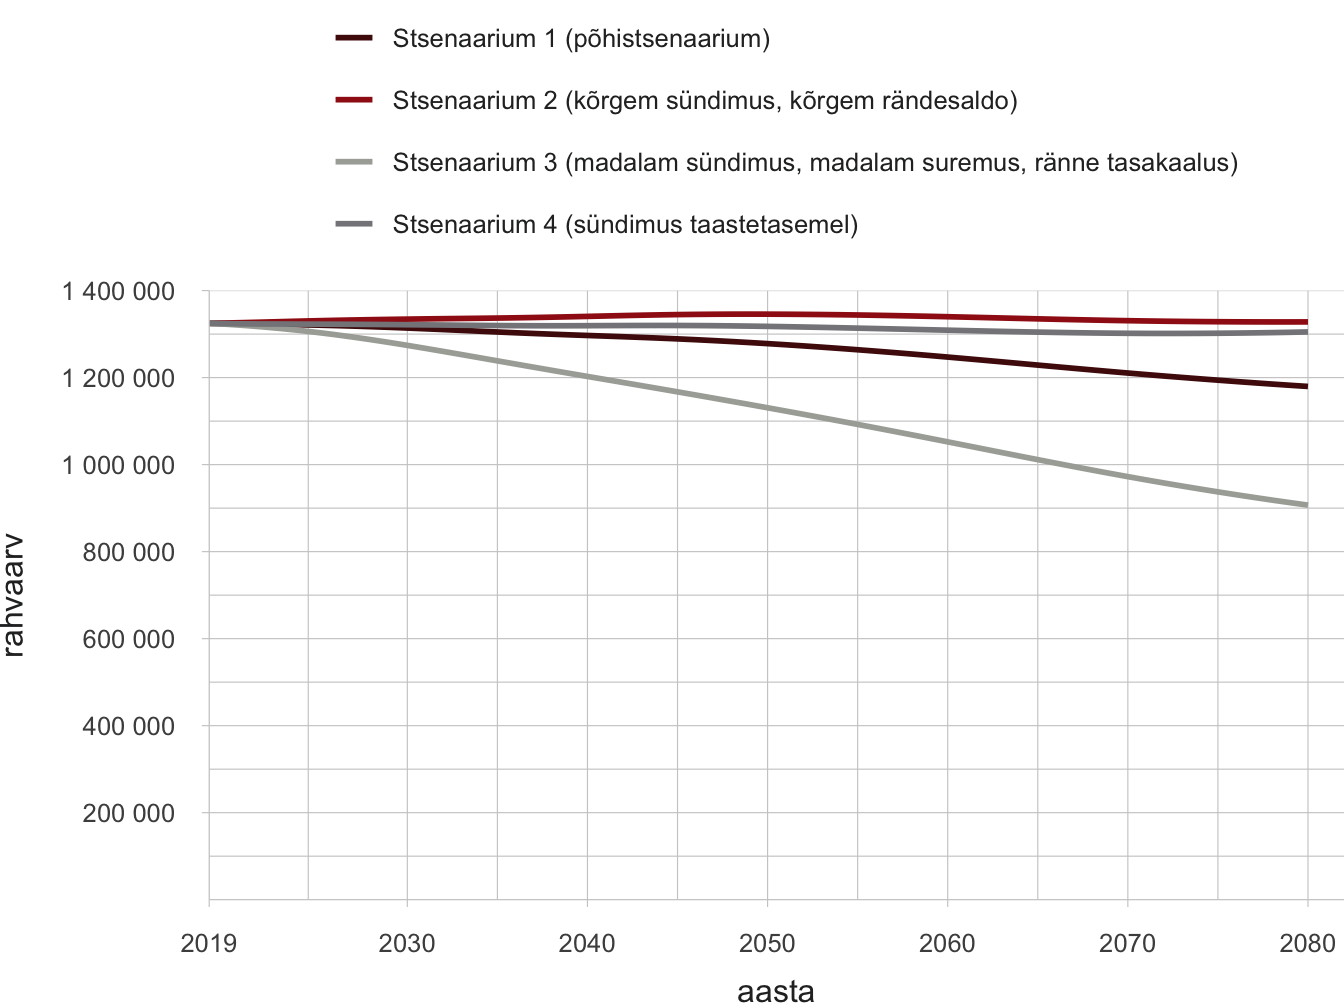 Stsenaarium 1 (põhistsenaarium)
Stsenaarium 2 (kõrgem sündimus, kõrgem rändesaldo)
Stsenaarium 3 (madalam sündimus, madalam suremus, ränne tasakaalus)
Stsenaarium 4 (sündimus taastetasemel)
1 400 000
1 200 000
1 000 000
800 000
600 000
400 000
200 000
rahvaarv
2019 2030 2040 2050 2060 2070 2080
aasta